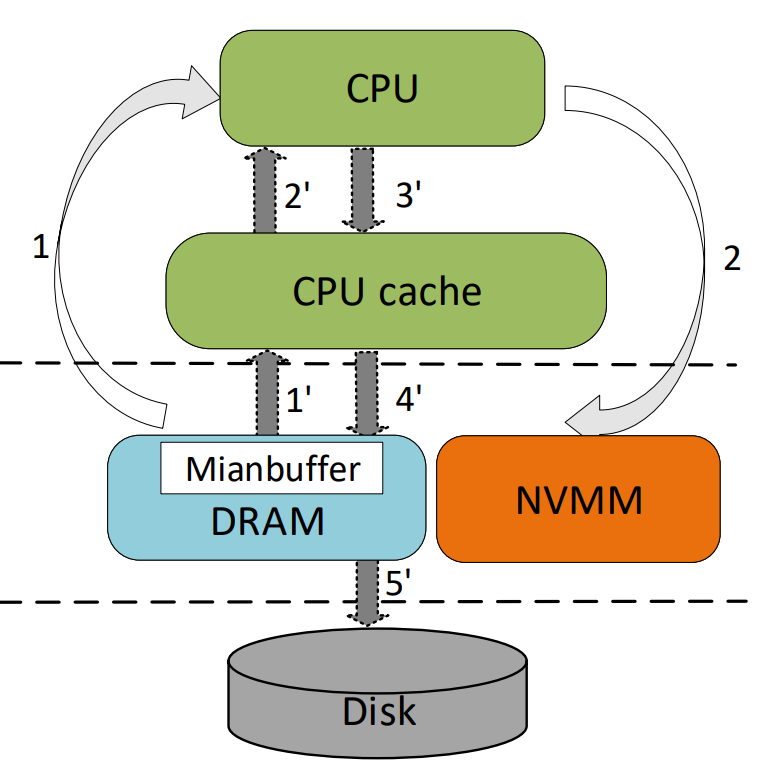 CPU
2'
3'
1
2
CPU cache
1'
4'
Mianbuffer
DRAM
NVMM
5'
Disk